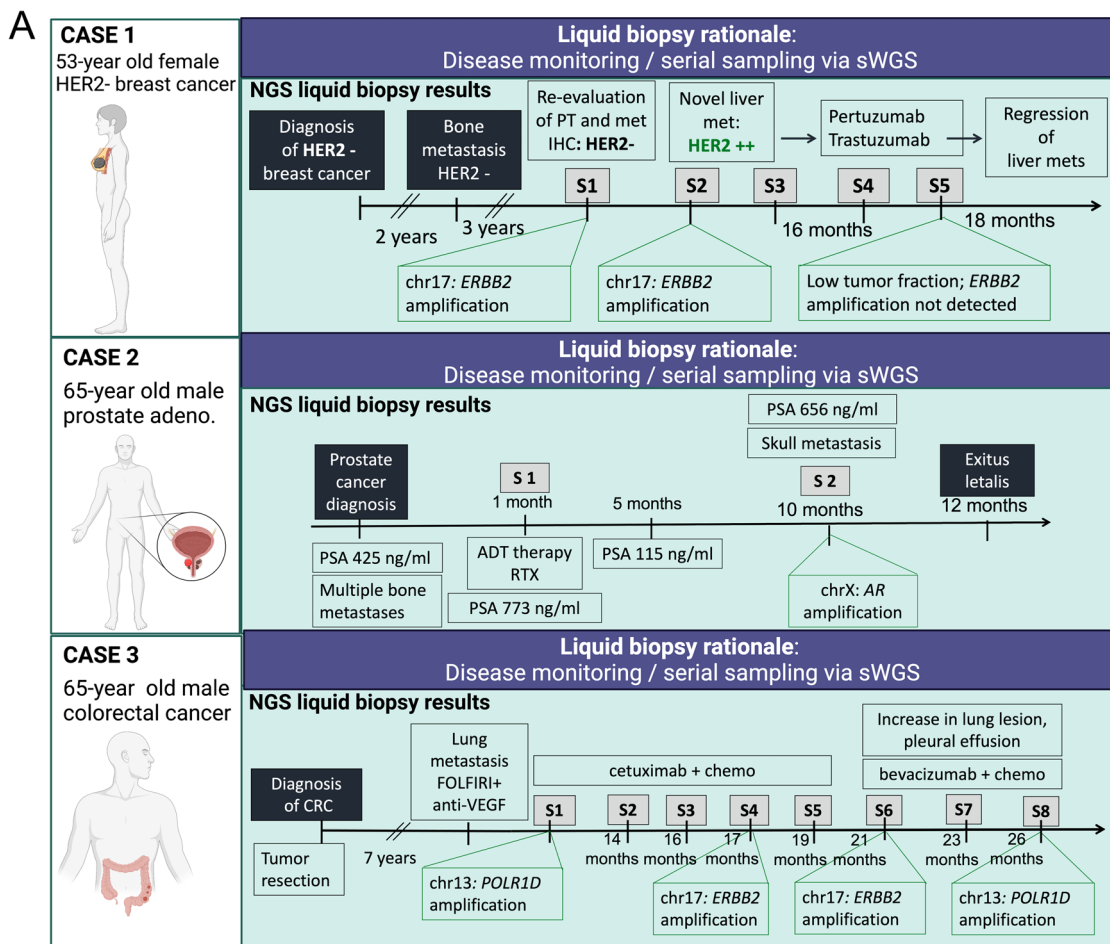 A
CASE 1
53-year old female
HER2- breast cancer
Liquid biopsy rationale:
Disease monitoring / serial sampling via sWGS
NGS liquid biopsy results
Diagnosis
of HER2 -
breast cancer
Bone
metastasis
HER2 -
Re-evaluation
of PT and met
IHC: HER2-
Novel liver
met:
HER2 ++
Pertuzumab
Trastuzumab
Regression
of
liver mets
S1
S2
S3
S4
S5
2 years
3 years
16 months
18 months
chr17: ERBB2
amplification
chr17: ERBB2
amplification
Low tumor fraction; ERBB2
amplification not detected
CASE 2
65-year old male
prostate adeno.
Liquid biopsy rationale:
Disease monitoring / serial sampling via sWGS
NGS liquid biopsy results
PSA 656 ng/ml
Skull metastasis
Prostate
cancer
diagnosis
S 1
1 month
5 months
S 2
10 months
Exitus
letalis
12 months
PSA 425 ng/ml
Multiple bone
metastases
ADT therapy
RTX
PSA 773 ng/ml
PSA 115 ng/ml
chrX: AR
amplification
CASE 3
65-year old male
colorectal cancer
Liquid biopsy rationale:
Disease monitoring / serial sampling via sWGS
NGS liquid biopsy results
Diagnosis
of CRC
Lung
metastasis
FOLFIRI+
anti-VEGF
cetuximab + chemo
Increase in lung lesion,
pleural effusion
bevacizumab + chemo
S1
S2
S3
S4
S5
S6
S7
S8
Tumor
resection
7 years
14
months
16
months
17
months
19
months
21
months
23
months
26
months
chr13: POLR1D
amplification
chr17: ERBB2
amplification
chr17: ERBB2
amplification
chr13: POLR1D
amplification